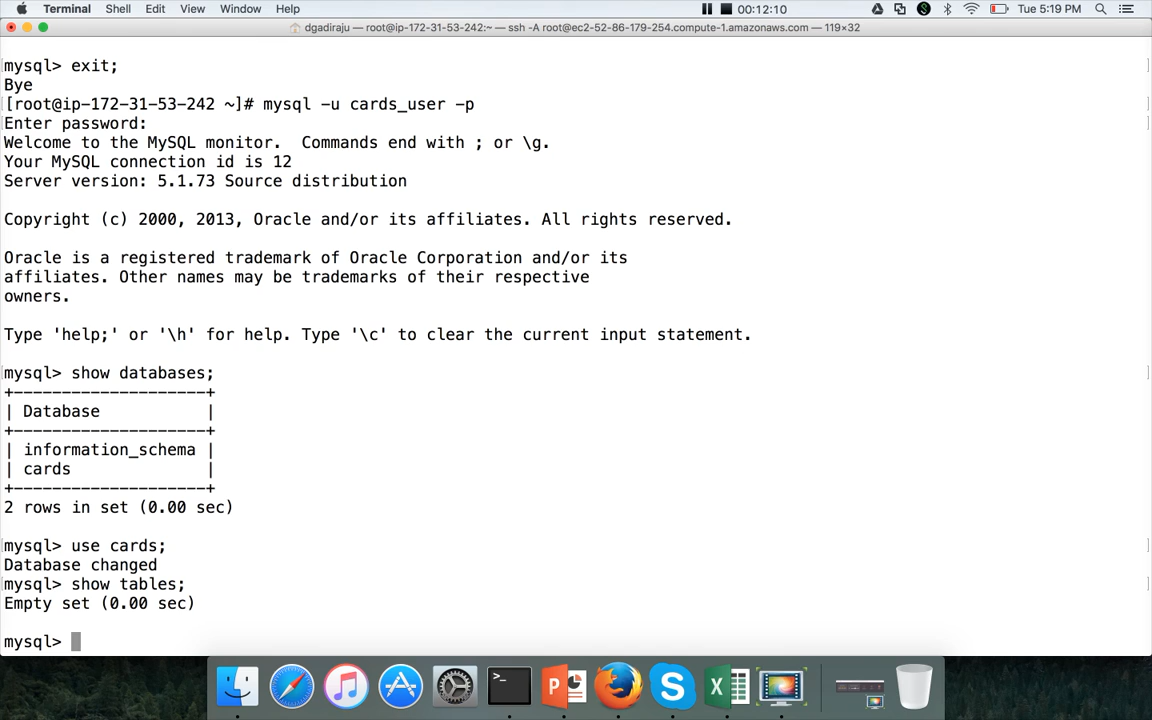 Terminal Shell Edit View Window Help 00:12:10 Tue 5:19 PM
dgadiraju — root@ip-172-31-53-242:~ — ssh -A root@ec2-52-86-179-254.compute-1.amazonaws.com — 119×32
mysql> exit;
Bye
[root@ip-172-31-53-242 ~]# mysql -u cards_user -p
Enter password:
Welcome to the MySQL monitor.  Commands end with ; or \g.
Your MySQL connection id is 12
Server version: 5.1.73 Source distribution
Copyright (c) 2000, 2013, Oracle and/or its affiliates. All rights reserved.
Oracle is a registered trademark of Oracle Corporation and/or its
affiliates. Other names may be trademarks of their respective
owners.
Type 'help;' or '\h' for help. Type '\c' to clear the current input statement.
mysql> show databases;
+--------------------+
| Database           |
+--------------------+
| information_schema |
| cards              |
+--------------------+
2 rows in set (0.00 sec)
mysql> use cards;
Database changed
mysql> show tables;
Empty set (0.00 sec)
mysql>